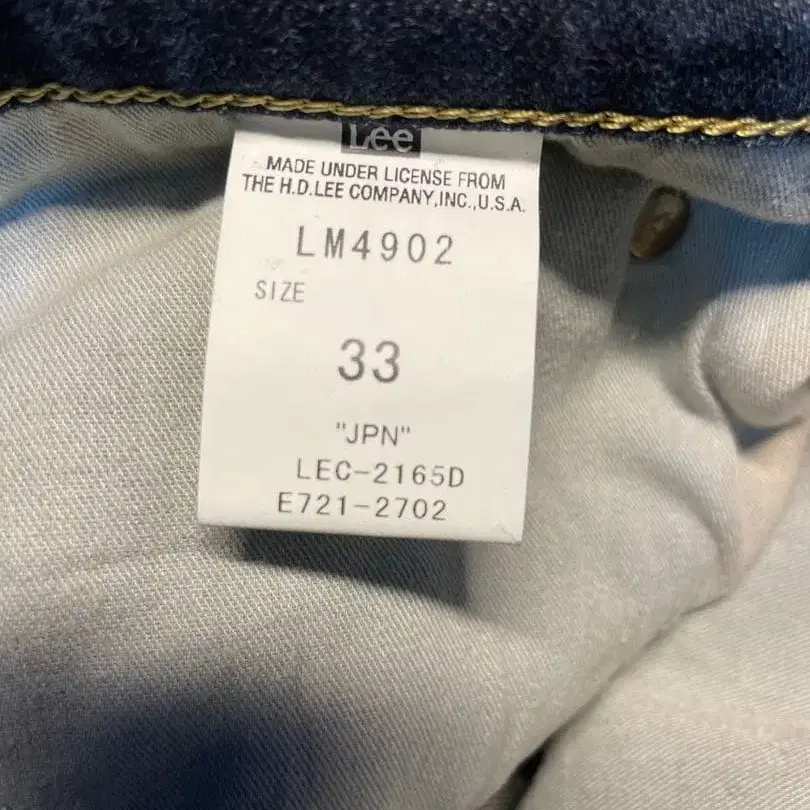 Lee
MADE UNDER LICENSE FROM
THE H.D.LEE COMPANY,INC.,U.S.A.
LM4902
SIZE
33
"JPN"
LEC-2165D
E721-2702